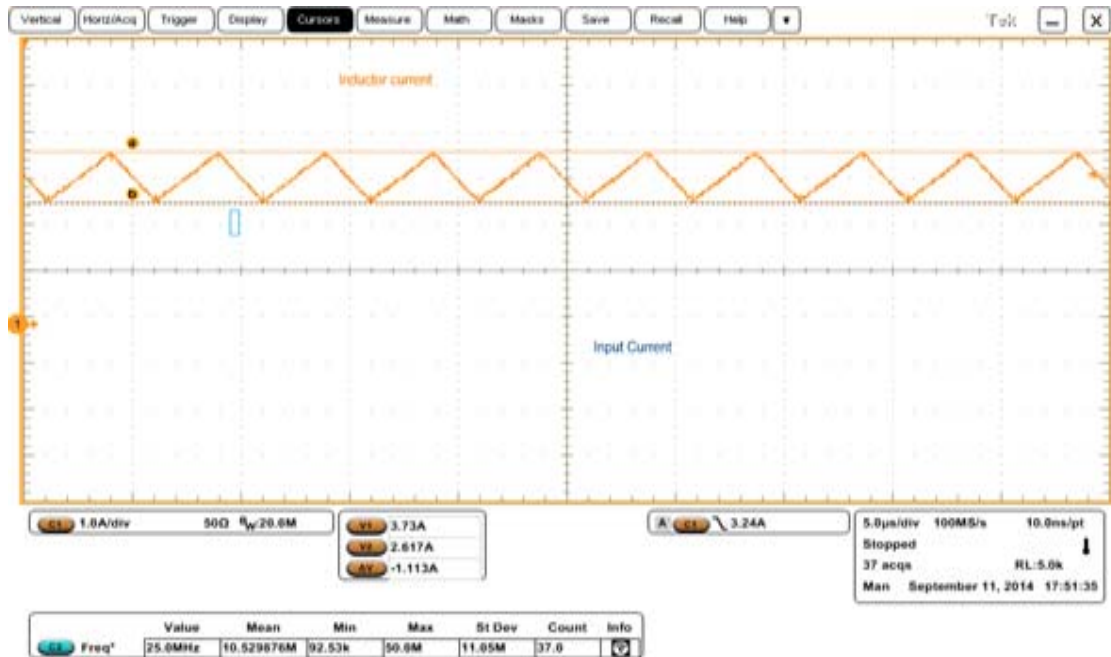 Vertical Horiz/Acq Trigger Display Cursors Measure Math Masks Save Recall Help Tek X
Inductor current
a
b
1
Input Current
C1 1.0A/div 50Ω BW:20.0M
V1 3.73A
V2 2.617A
ΔV -1.113A
A' C1 3.24A
5.0µs/div 100MS/s 10.0ns/pt
Stopped
37 acqs RL:5.0k
Man September 11, 2014 17:51:35
Value Mean Min Max St Dev Count Info
Freq* 25.0MHz 10.529876M 92.53k 50.0M 11.05M 37.0